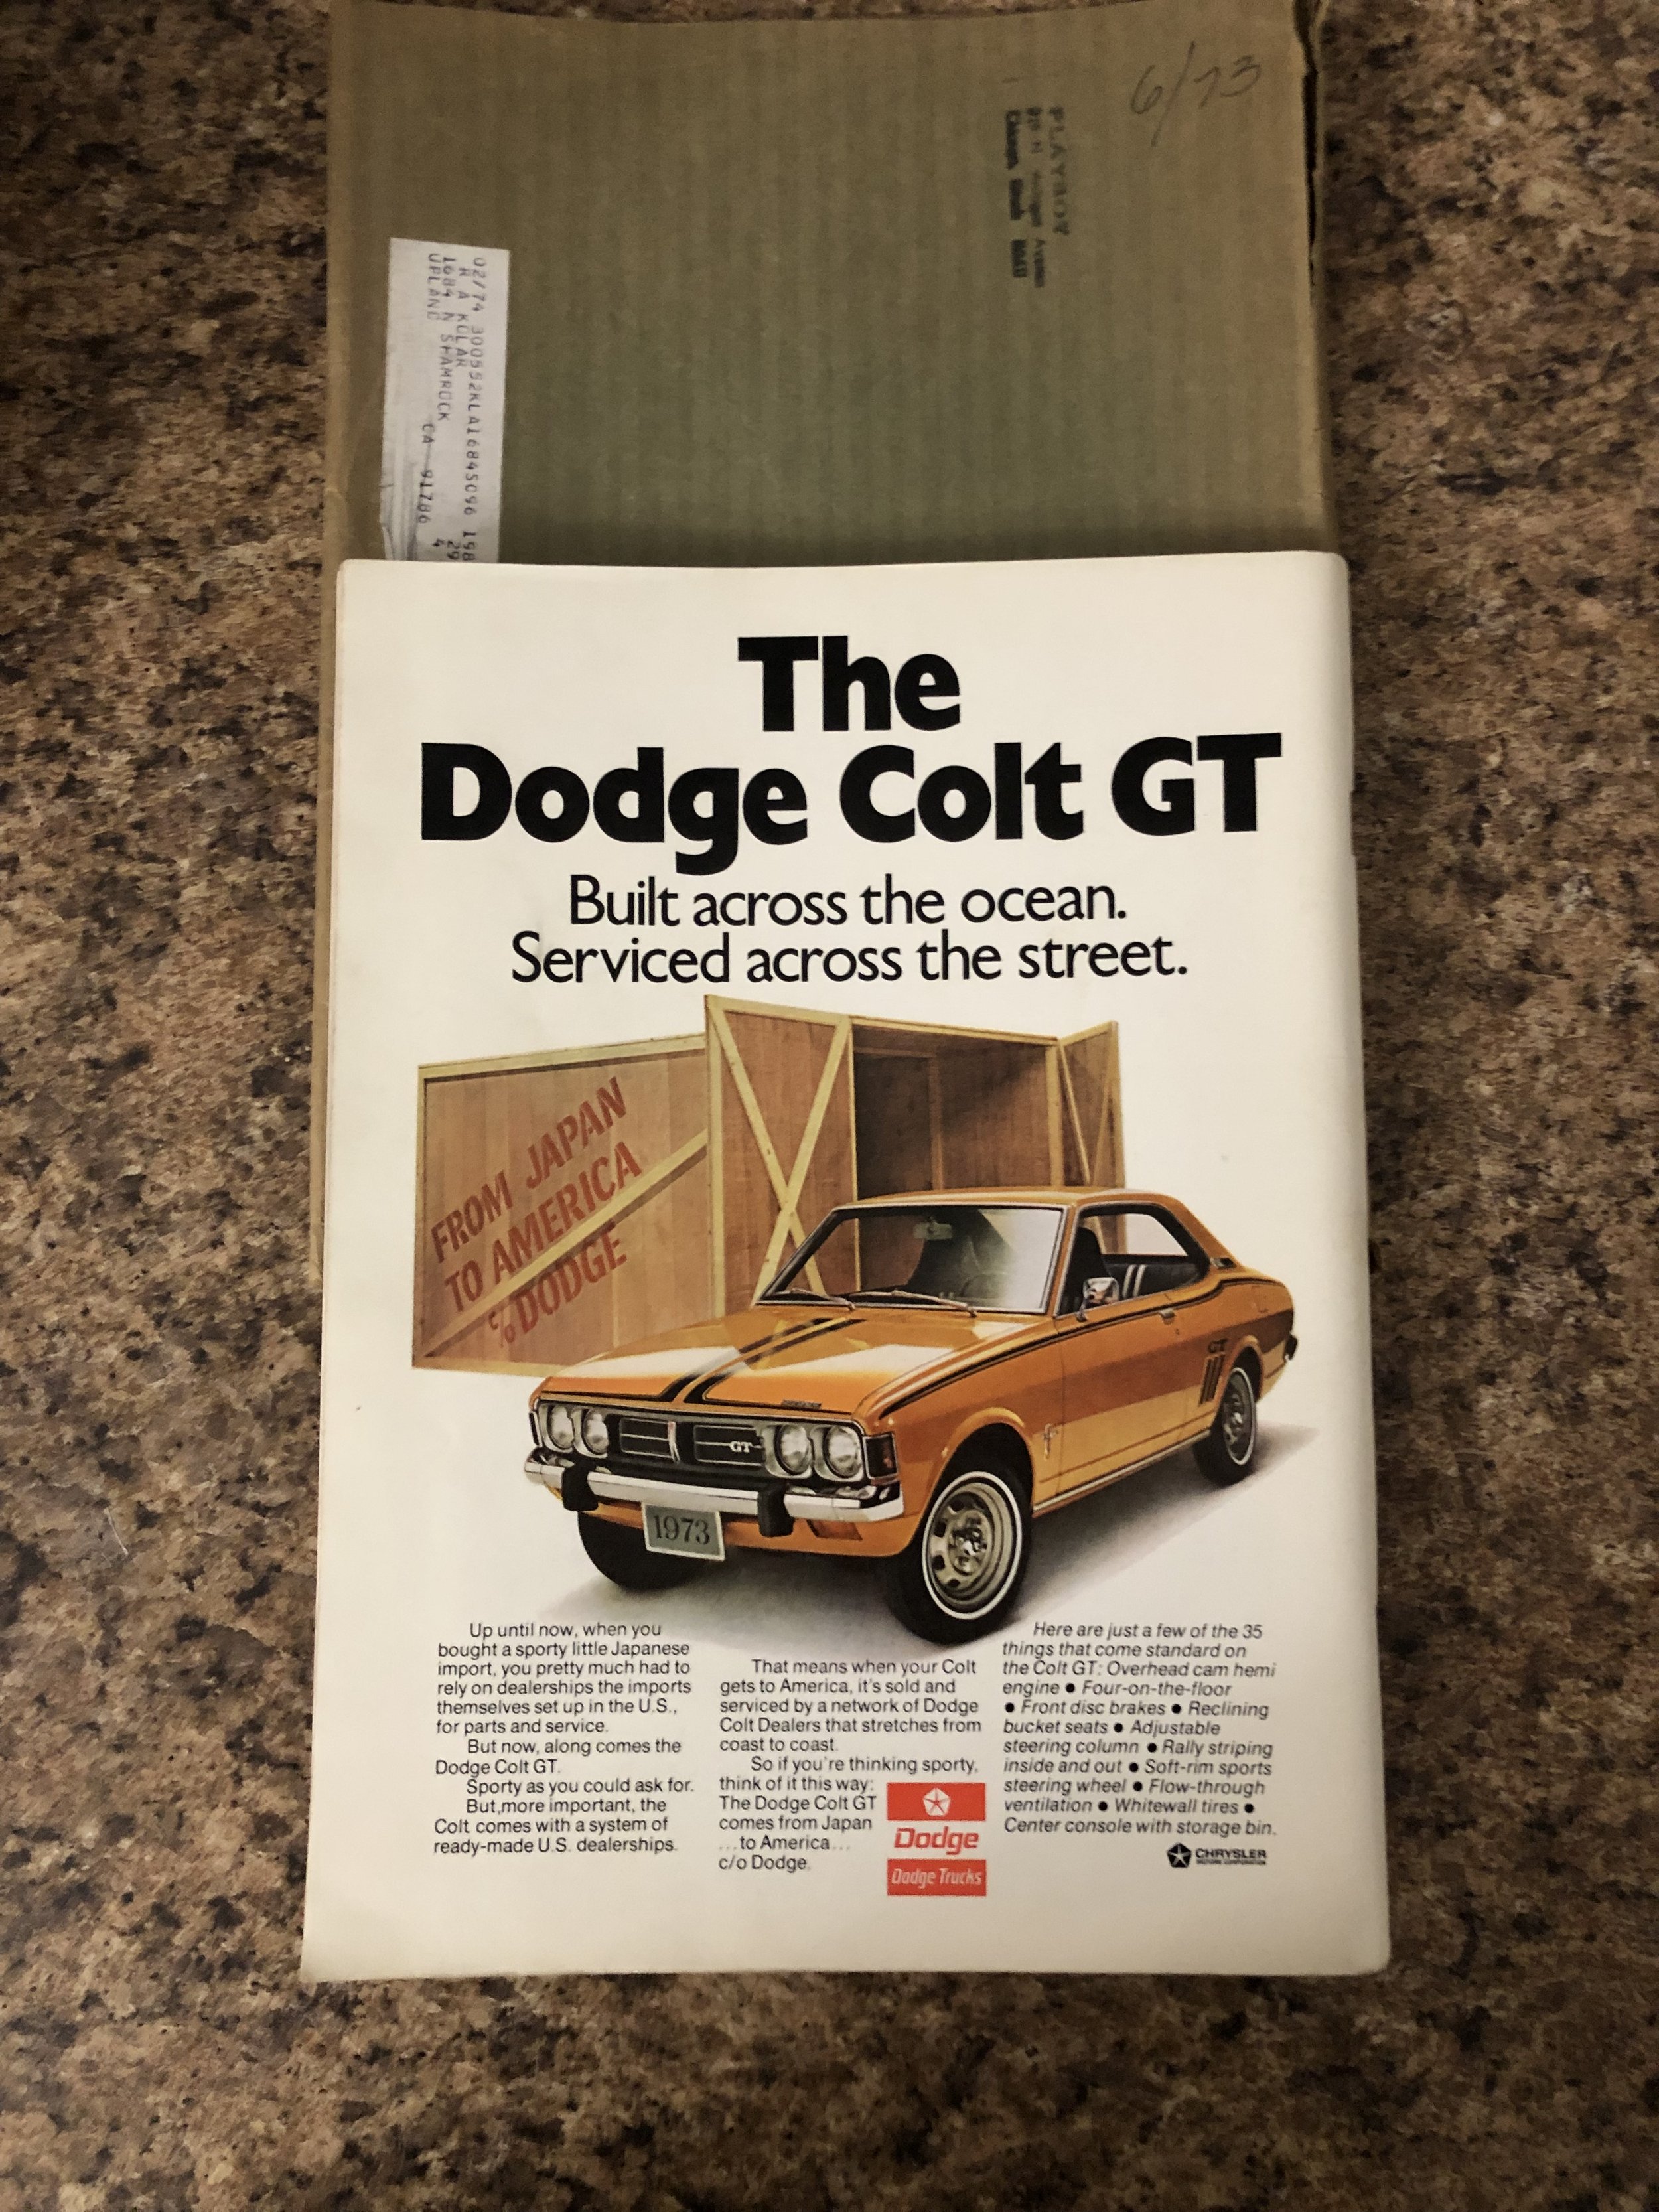 6/73
PLAYBOY
Chicago
02/74 300552KLA1684S096 198
R A KOLAR 29
1684 N SHAMROCK 4
UPLAND CA 91786
The
Dodge Colt GT
Built across the ocean.
Serviced across the street.
FROM JAPAN
TO AMERICA
c/o DODGE
GT
GT
1973
Up until now, when you
bought a sporty little Japanese
import, you pretty much had to
rely on dealerships the imports
themselves set up in the U.S.,
for parts and service.
But now, along comes the
Dodge Colt GT.
Sporty as you could ask for.
But, more important, the
Colt comes with a system of
ready-made U.S. dealerships.
That means when your Colt
gets to America, it's sold and
serviced by a network of Dodge
Colt Dealers that stretches from
coast to coast.
So if you're thinking sporty,
think of it this way:
The Dodge Colt GT
comes from Japan
...to America...
c/o Dodge.
Dodge
Dodge Trucks
Here are just a few of the 35
things that come standard on
the Colt GT: Overhead cam hemi
engine • Four-on-the-floor
• Front disc brakes • Reclining
bucket seats • Adjustable
steering column • Rally striping
inside and out • Soft-rim sports
steering wheel • Flow-through
ventilation • Whitewall tires •
Center console with storage bin.
CHRYSLER
MOTORS CORPORATION